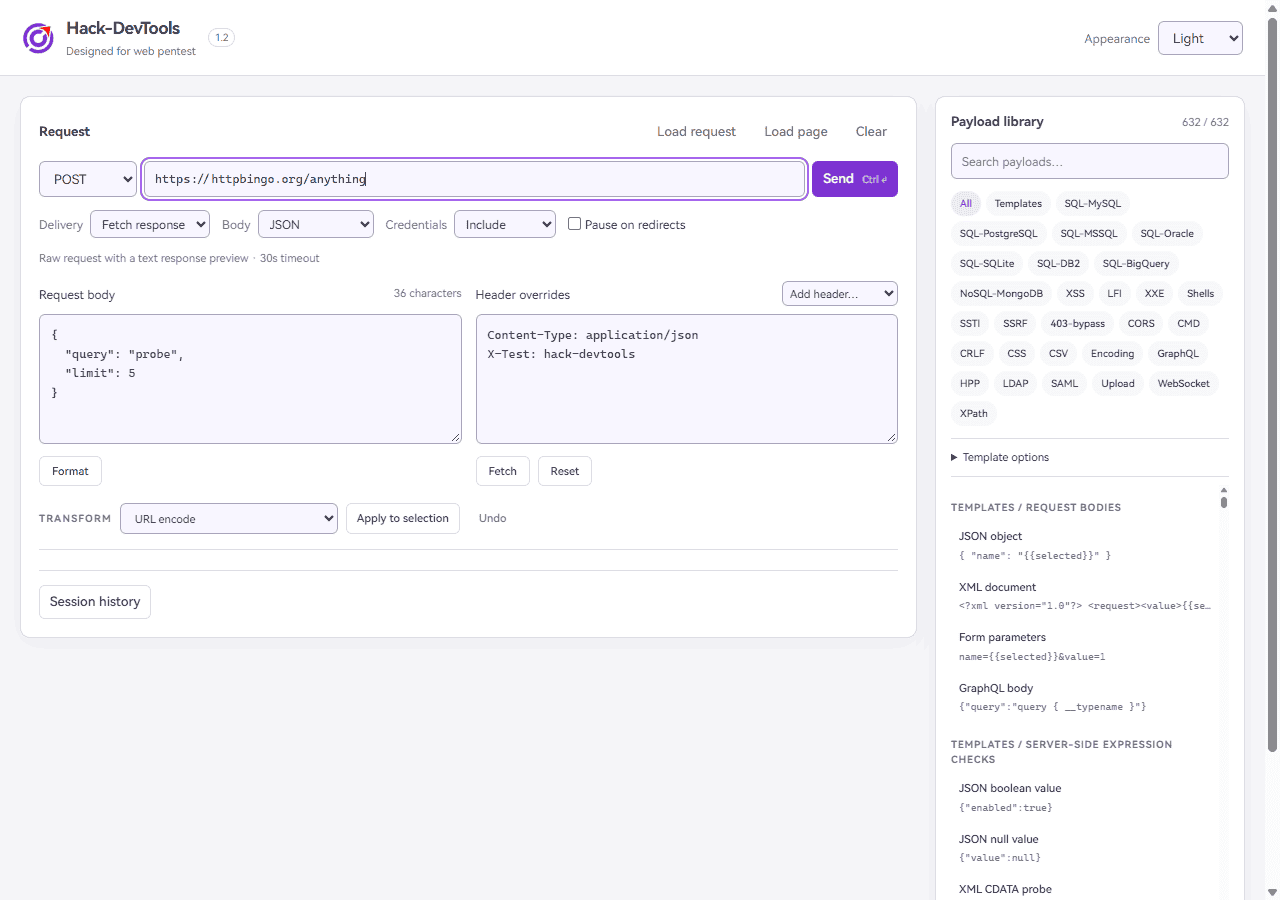 Hack-DevTools
Designed for web pentest
1.2
Appearance
Light
Request
Load request
Load page
Clear
POST
https://httpbingo.org/anything
Send Ctrl ↵
Delivery
Fetch response
Body
JSON
Credentials
Include
Pause on redirects
Raw request with a text response preview · 30s timeout
Request body
36 characters
{
  "query": "probe",
  "limit": 5
}
Format
Header overrides
Add header...
Content-Type: application/json
X-Test: hack-devtools
Fetch
Reset
TRANSFORM
URL encode
Apply to selection
Undo
Session history
Payload library
632 / 632
Search payloads...
All
Templates
SQL-MySQL
SQL-PostgreSQL
SQL-MSSQL
SQL-Oracle
SQL-SQLite
SQL-DB2
SQL-BigQuery
NoSQL-MongoDB
XSS
LFI
XXE
Shells
SSTI
SSRF
403-bypass
CORS
CMD
CRLF
CSS
CSV
Encoding
GraphQL
HPP
LDAP
SAML
Upload
WebSocket
XPath
Template options
TEMPLATES / REQUEST BODIES
JSON object
{ "name": "{{selected}}" }
XML document
<?xml version="1.0"?> <request><value>{{se…
Form parameters
name={{selected}}&value=1
GraphQL body
{"query":"query { __typename }"}
TEMPLATES / SERVER-SIDE EXPRESSION
CHECKS
JSON boolean value
{"enabled":true}
JSON null value
{"value":null}
XML CDATA probe